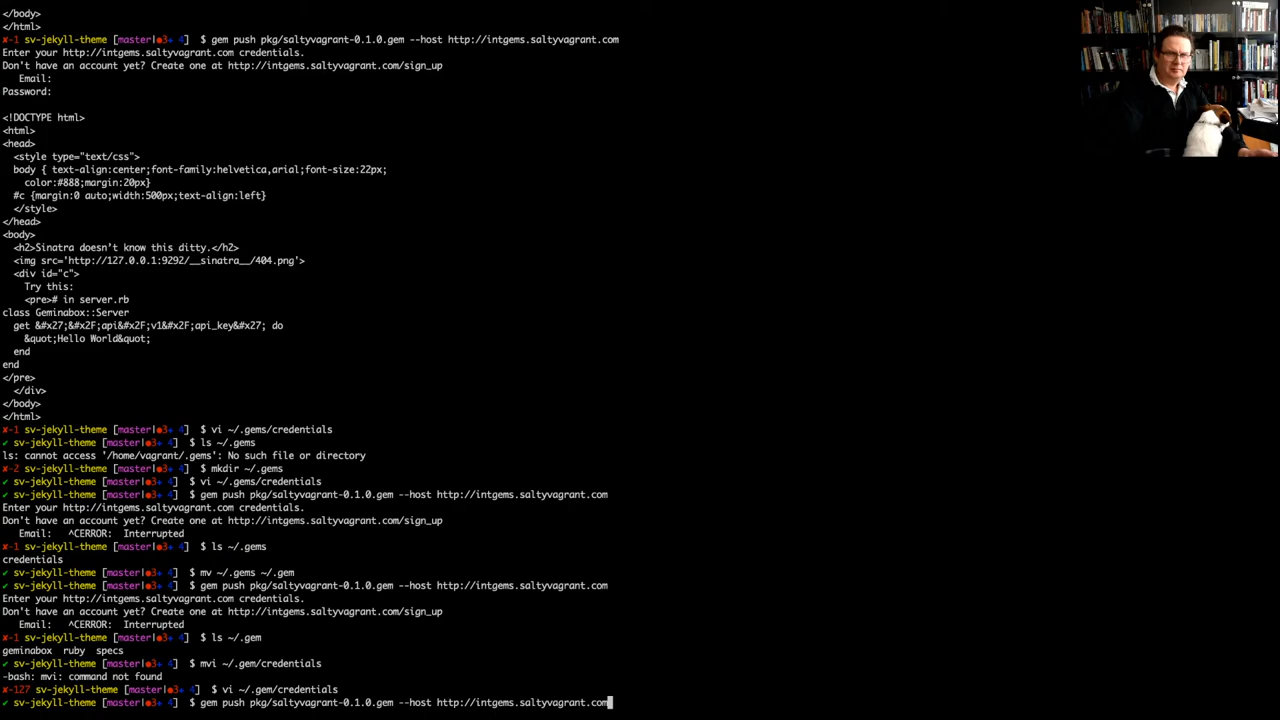 </body>
</html>
✘-1 sv-jekyll-theme [master|●3+ 4] $ gem push pkg/saltyvagrant-0.1.0.gem --host http://intgems.saltyvagrant.com
Enter your http://intgems.saltyvagrant.com credentials.
Don't have an account yet? Create one at http://intgems.saltyvagrant.com/sign_up
Email:
Password:
<!DOCTYPE html>
<html>
<head>
<style type="text/css">
body { text-align:center;font-family:helvetica,arial;font-size:22px;
color:#888;margin:20px}
#c {margin:0 auto;width:500px;text-align:left}
</style>
</head>
<body>
<h2>Sinatra doesn't know this ditty.</h2>
<img src='http://127.0.0.1:9292/__sinatra__/404.png'>
<div id="c">
Try this:
<pre># in server.rb
class Geminabox::Server
get &#x27;&#x2F;api&#x2F;v1&#x2F;api_key&#x27; do
&quot;Hello World&quot;
end
end
</pre>
</div>
</body>
</html>
✘-1 sv-jekyll-theme [master|●3+ 4] $ vi ~/.gems/credentials
✔ sv-jekyll-theme [master|●3+ 4] $ ls ~/.gems
ls: cannot access '/home/vagrant/.gems': No such file or directory
✘-2 sv-jekyll-theme [master|●3+ 4] $ mkdir ~/.gems
✔ sv-jekyll-theme [master|●3+ 4] $ vi ~/.gems/credentials
✔ sv-jekyll-theme [master|●3+ 4] $ gem push pkg/saltyvagrant-0.1.0.gem --host http://intgems.saltyvagrant.com
Enter your http://intgems.saltyvagrant.com credentials.
Don't have an account yet? Create one at http://intgems.saltyvagrant.com/sign_up
Email: ^CERROR: Interrupted
✘-1 sv-jekyll-theme [master|●3+ 4] $ ls ~/.gems
credentials
✔ sv-jekyll-theme [master|●3+ 4] $ mv ~/.gems ~/.gem
✔ sv-jekyll-theme [master|●3+ 4] $ gem push pkg/saltyvagrant-0.1.0.gem --host http://intgems.saltyvagrant.com
Enter your http://intgems.saltyvagrant.com credentials.
Don't have an account yet? Create one at http://intgems.saltyvagrant.com/sign_up
Email: ^CERROR: Interrupted
✘-1 sv-jekyll-theme [master|●3+ 4] $ ls ~/.gem
geminabox ruby specs
✔ sv-jekyll-theme [master|●3+ 4] $ mvi ~/.gem/credentials
-bash: mvi: command not found
✘-127 sv-jekyll-theme [master|●3+ 4] $ vi ~/.gem/credentials
✔ sv-jekyll-theme [master|●3+ 4] $ gem push pkg/saltyvagrant-0.1.0.gem --host http://intgems.saltyvagrant.com